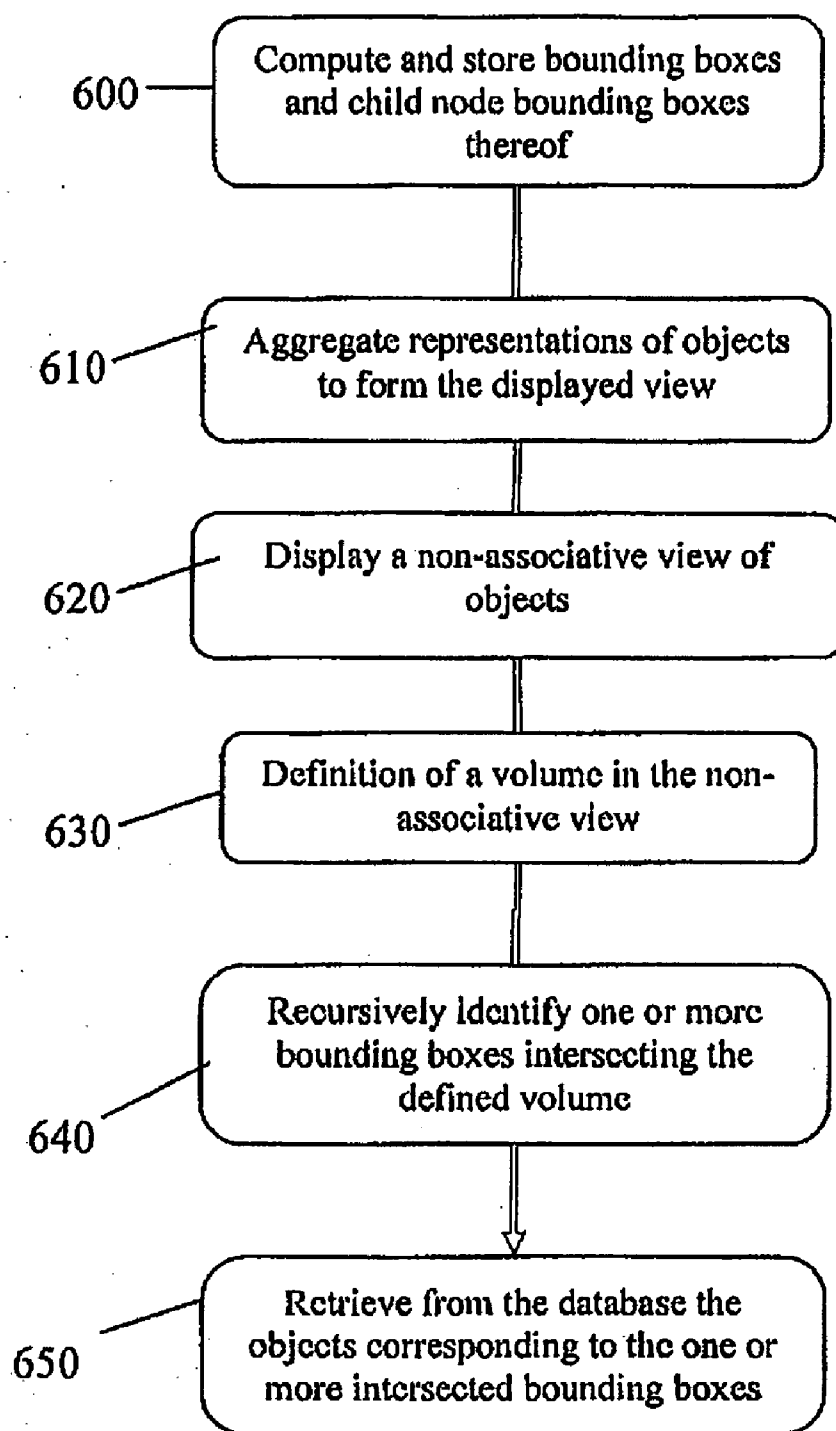 600
Compute and store bounding boxes
and child node bounding boxes
thereof
610
Aggregate representations of objects
to form the displayed view
620
Display a non-associative view of
objects
630
Definition of a volume in the non-
associative view
640
Recursively identify one or more
bounding boxes intersecting the
defined volume
650
Retrieve from the database the
objects corresponding to the one or
more intersected bounding boxes